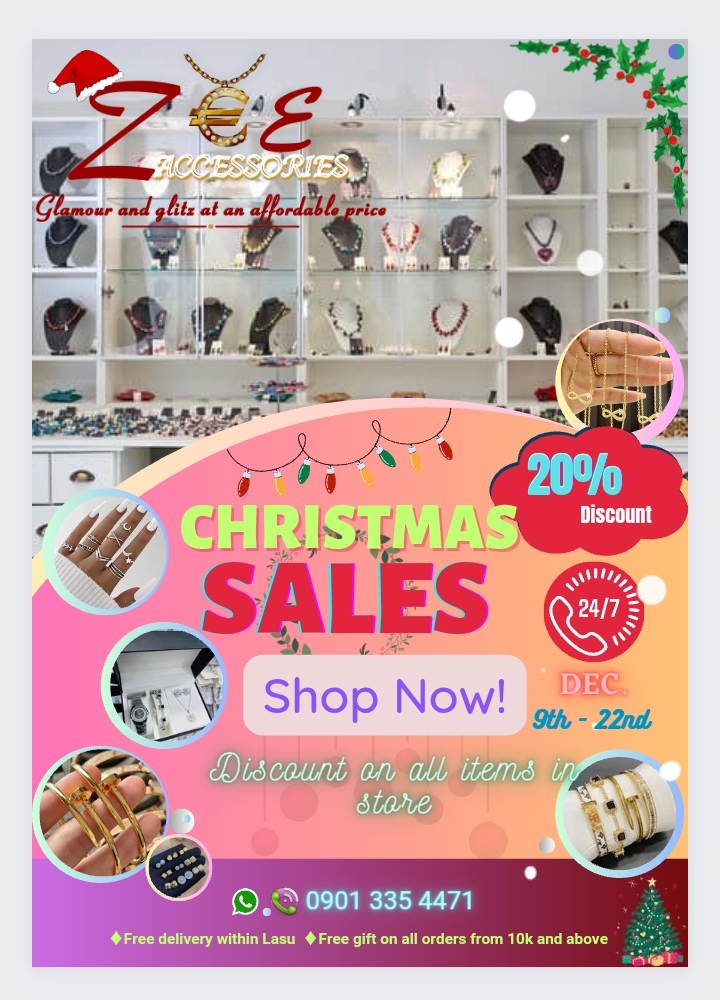 Z€E
ACCESSORIES
Glamour and glitz at an affordable price
20%
Discount
CHRISTMAS
SALES
24/7
Shop Now!
DEC.
9th - 22nd
Discount on all items in
store
0901 335 4471
♦Free delivery within Lasu ♦Free gift on all orders from 10k and above